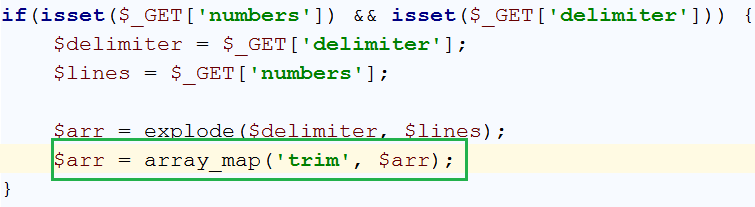 if(isset($_GET['numbers']) && isset($_GET['delimiter'])) {
    $delimiter = $_GET['delimiter'];
    $lines = $_GET['numbers'];

    $arr = explode($delimiter, $lines);
    $arr = array_map('trim', $arr);
}